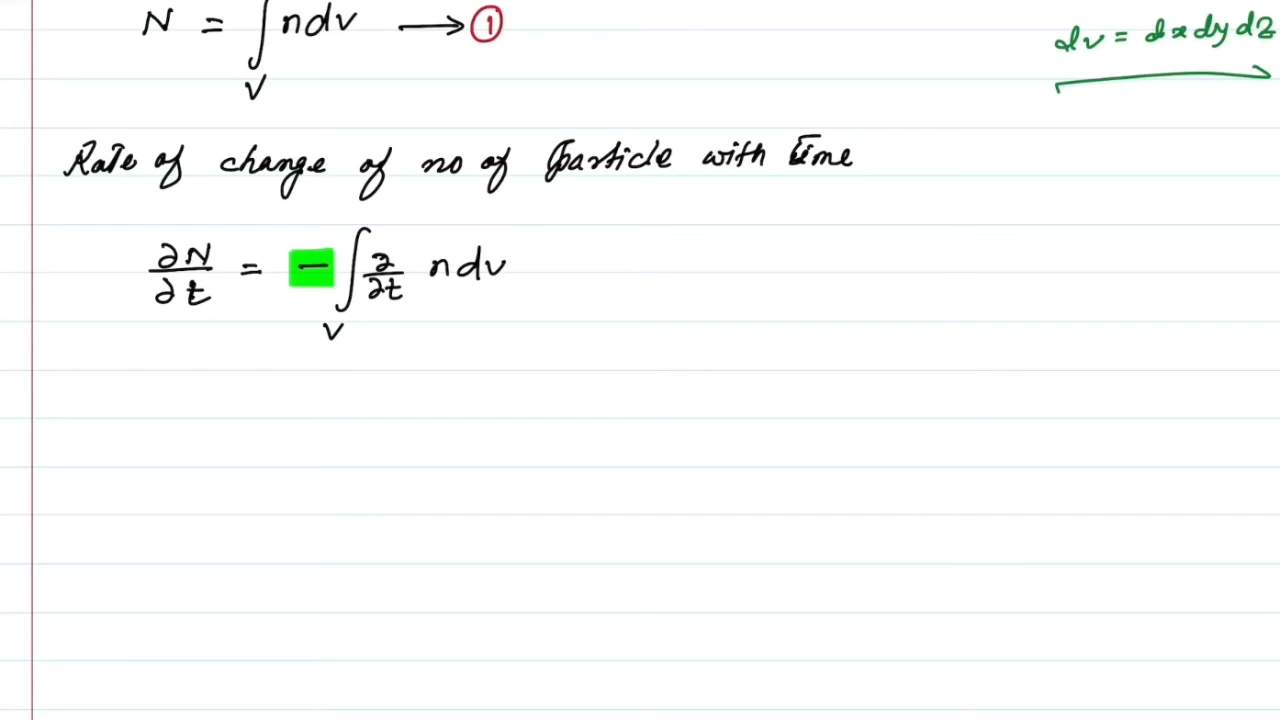 N = ∫_V n dv ⟶ ①
dv = dx dy dz
Rate of change of no of particle with time
∂N/∂t = - ∫_V ∂/∂t n dv